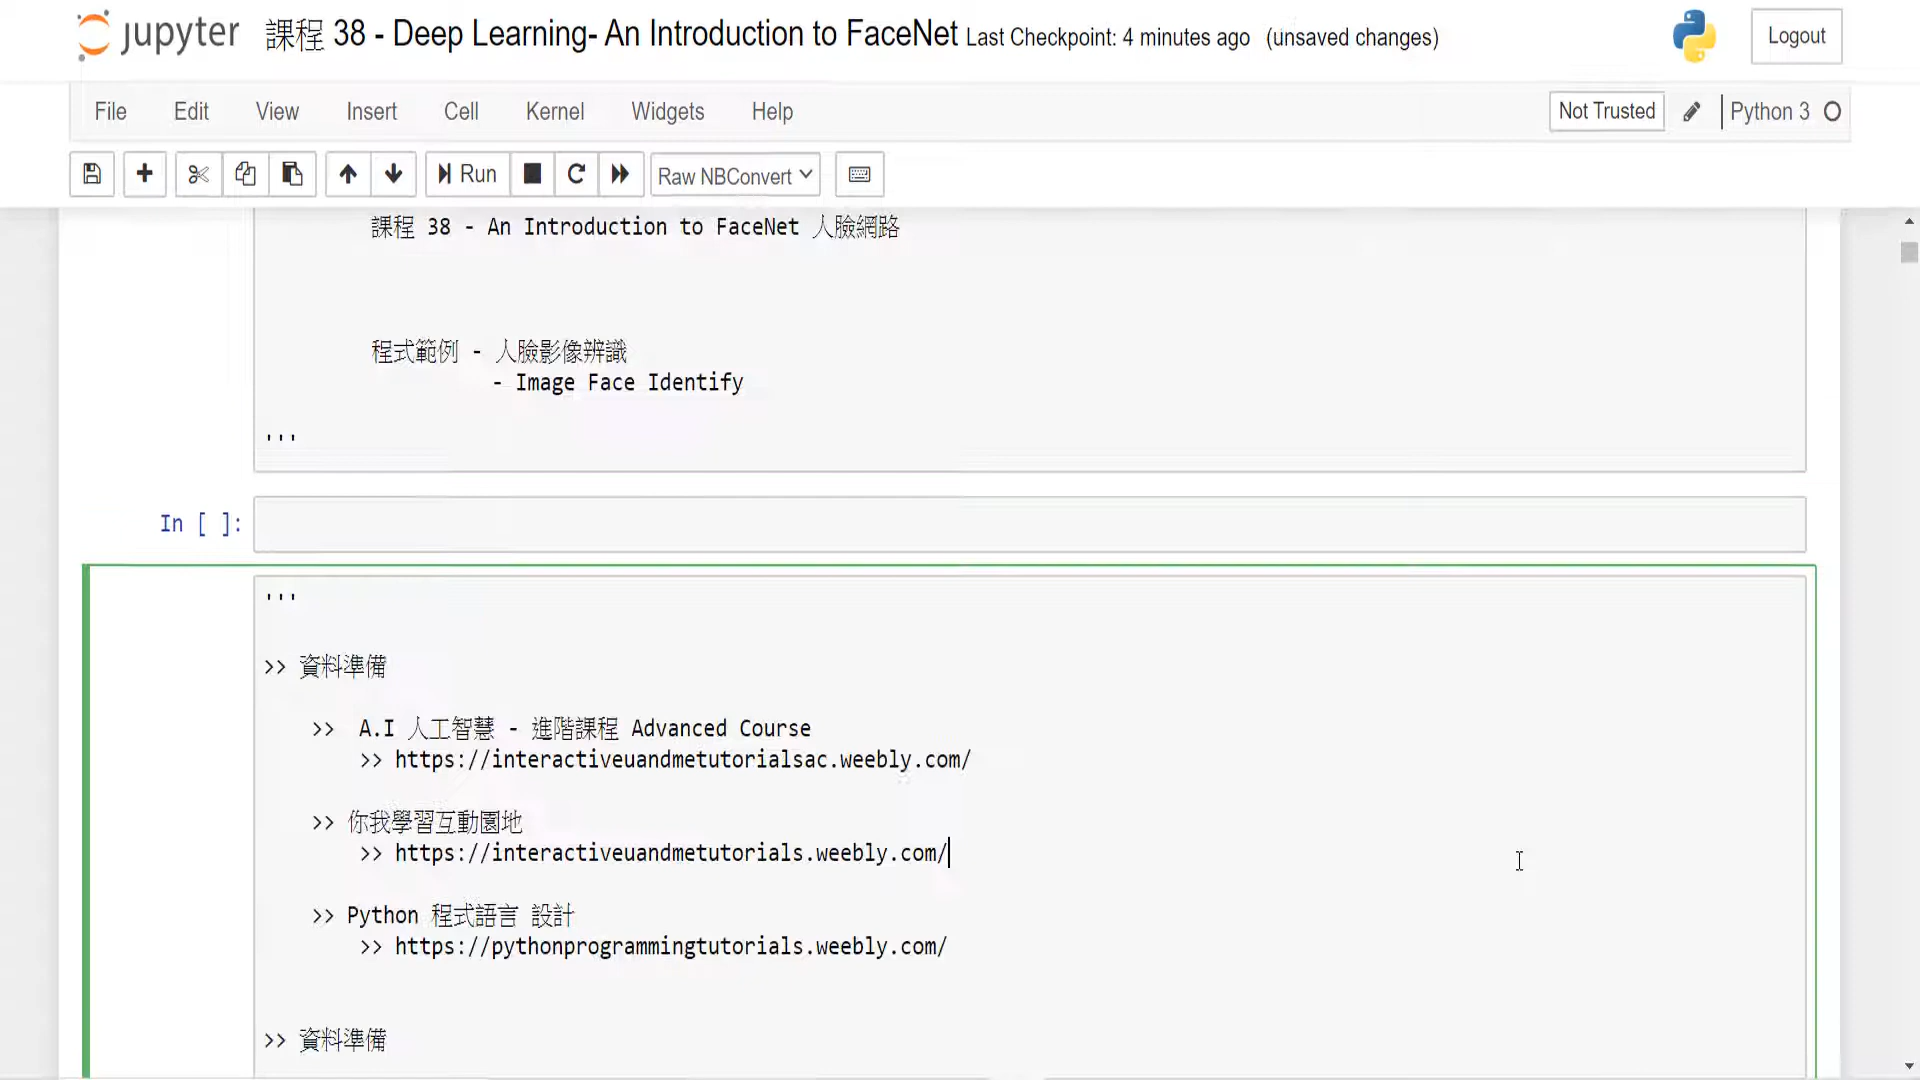 jupyter 課程 38 - Deep Learning- An Introduction to FaceNet Last Checkpoint: 4 minutes ago (unsaved changes) Logout
File Edit View Insert Cell Kernel Widgets Help Not Trusted Python 3
Run Raw NBConvert
課程 38 - An Introduction to FaceNet 人臉網路
程式範例 - 人臉影像辨識
- Image Face Identify
'''
In [ ]:
'''
>> 資料準備
>> A.I 人工智慧 - 進階課程 Advanced Course
>> https://interactiveuandmetutorialsac.weebly.com/
>> 你我學習互動園地
>> https://interactiveuandmetutorials.weebly.com/
>> Python 程式語言 設計
>> https://pythonprogrammingtutorials.weebly.com/
>> 資料準備